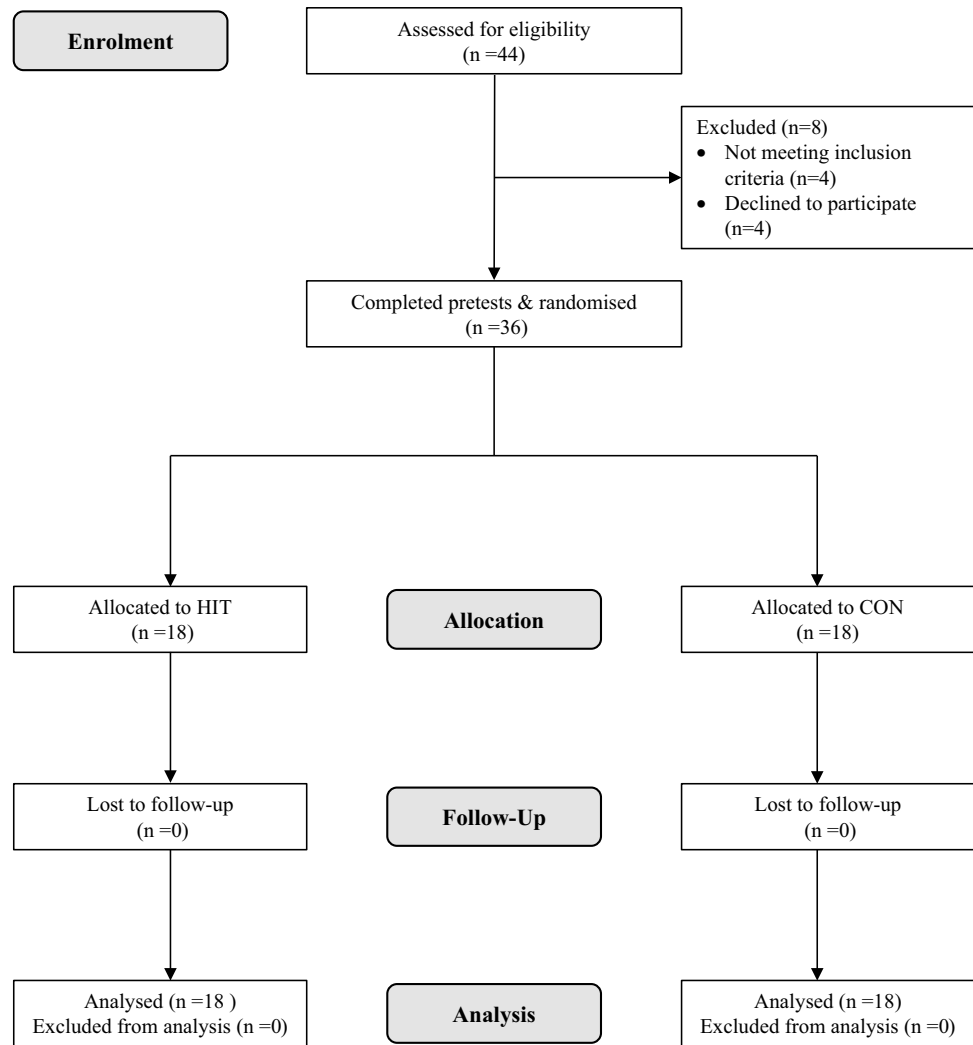 Enrolment
Assessed for eligibility
(n =44)
Excluded (n=8)
• Not meeting inclusion
criteria (n=4)
• Declined to participate
(n=4)
Completed pretests & randomised
(n =36)
Allocated to HIT
(n =18)
Allocation
Allocated to CON
(n =18)
Lost to follow-up
(n =0)
Follow-Up
Lost to follow-up
(n =0)
Analysed (n =18 )
Excluded from analysis (n =0)
Analysis
Analysed (n =18)
Excluded from analysis (n =0)